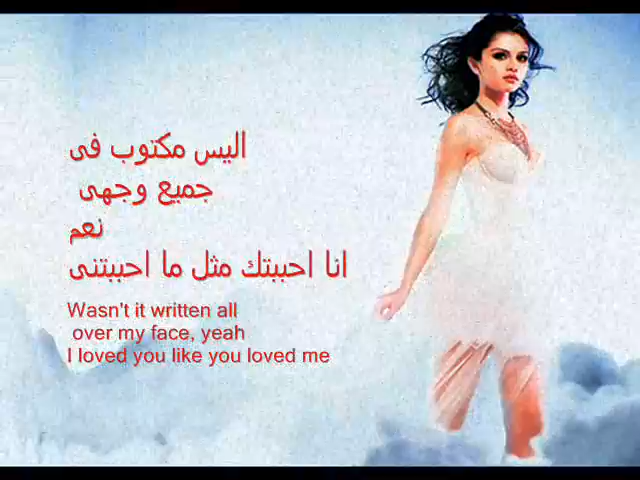 اليس مكتوب فى
جميع وجهى
نعم
انا احببتك مثل ما احببتنى
Wasn't it written all
over my face, yeah
I loved you like you loved me